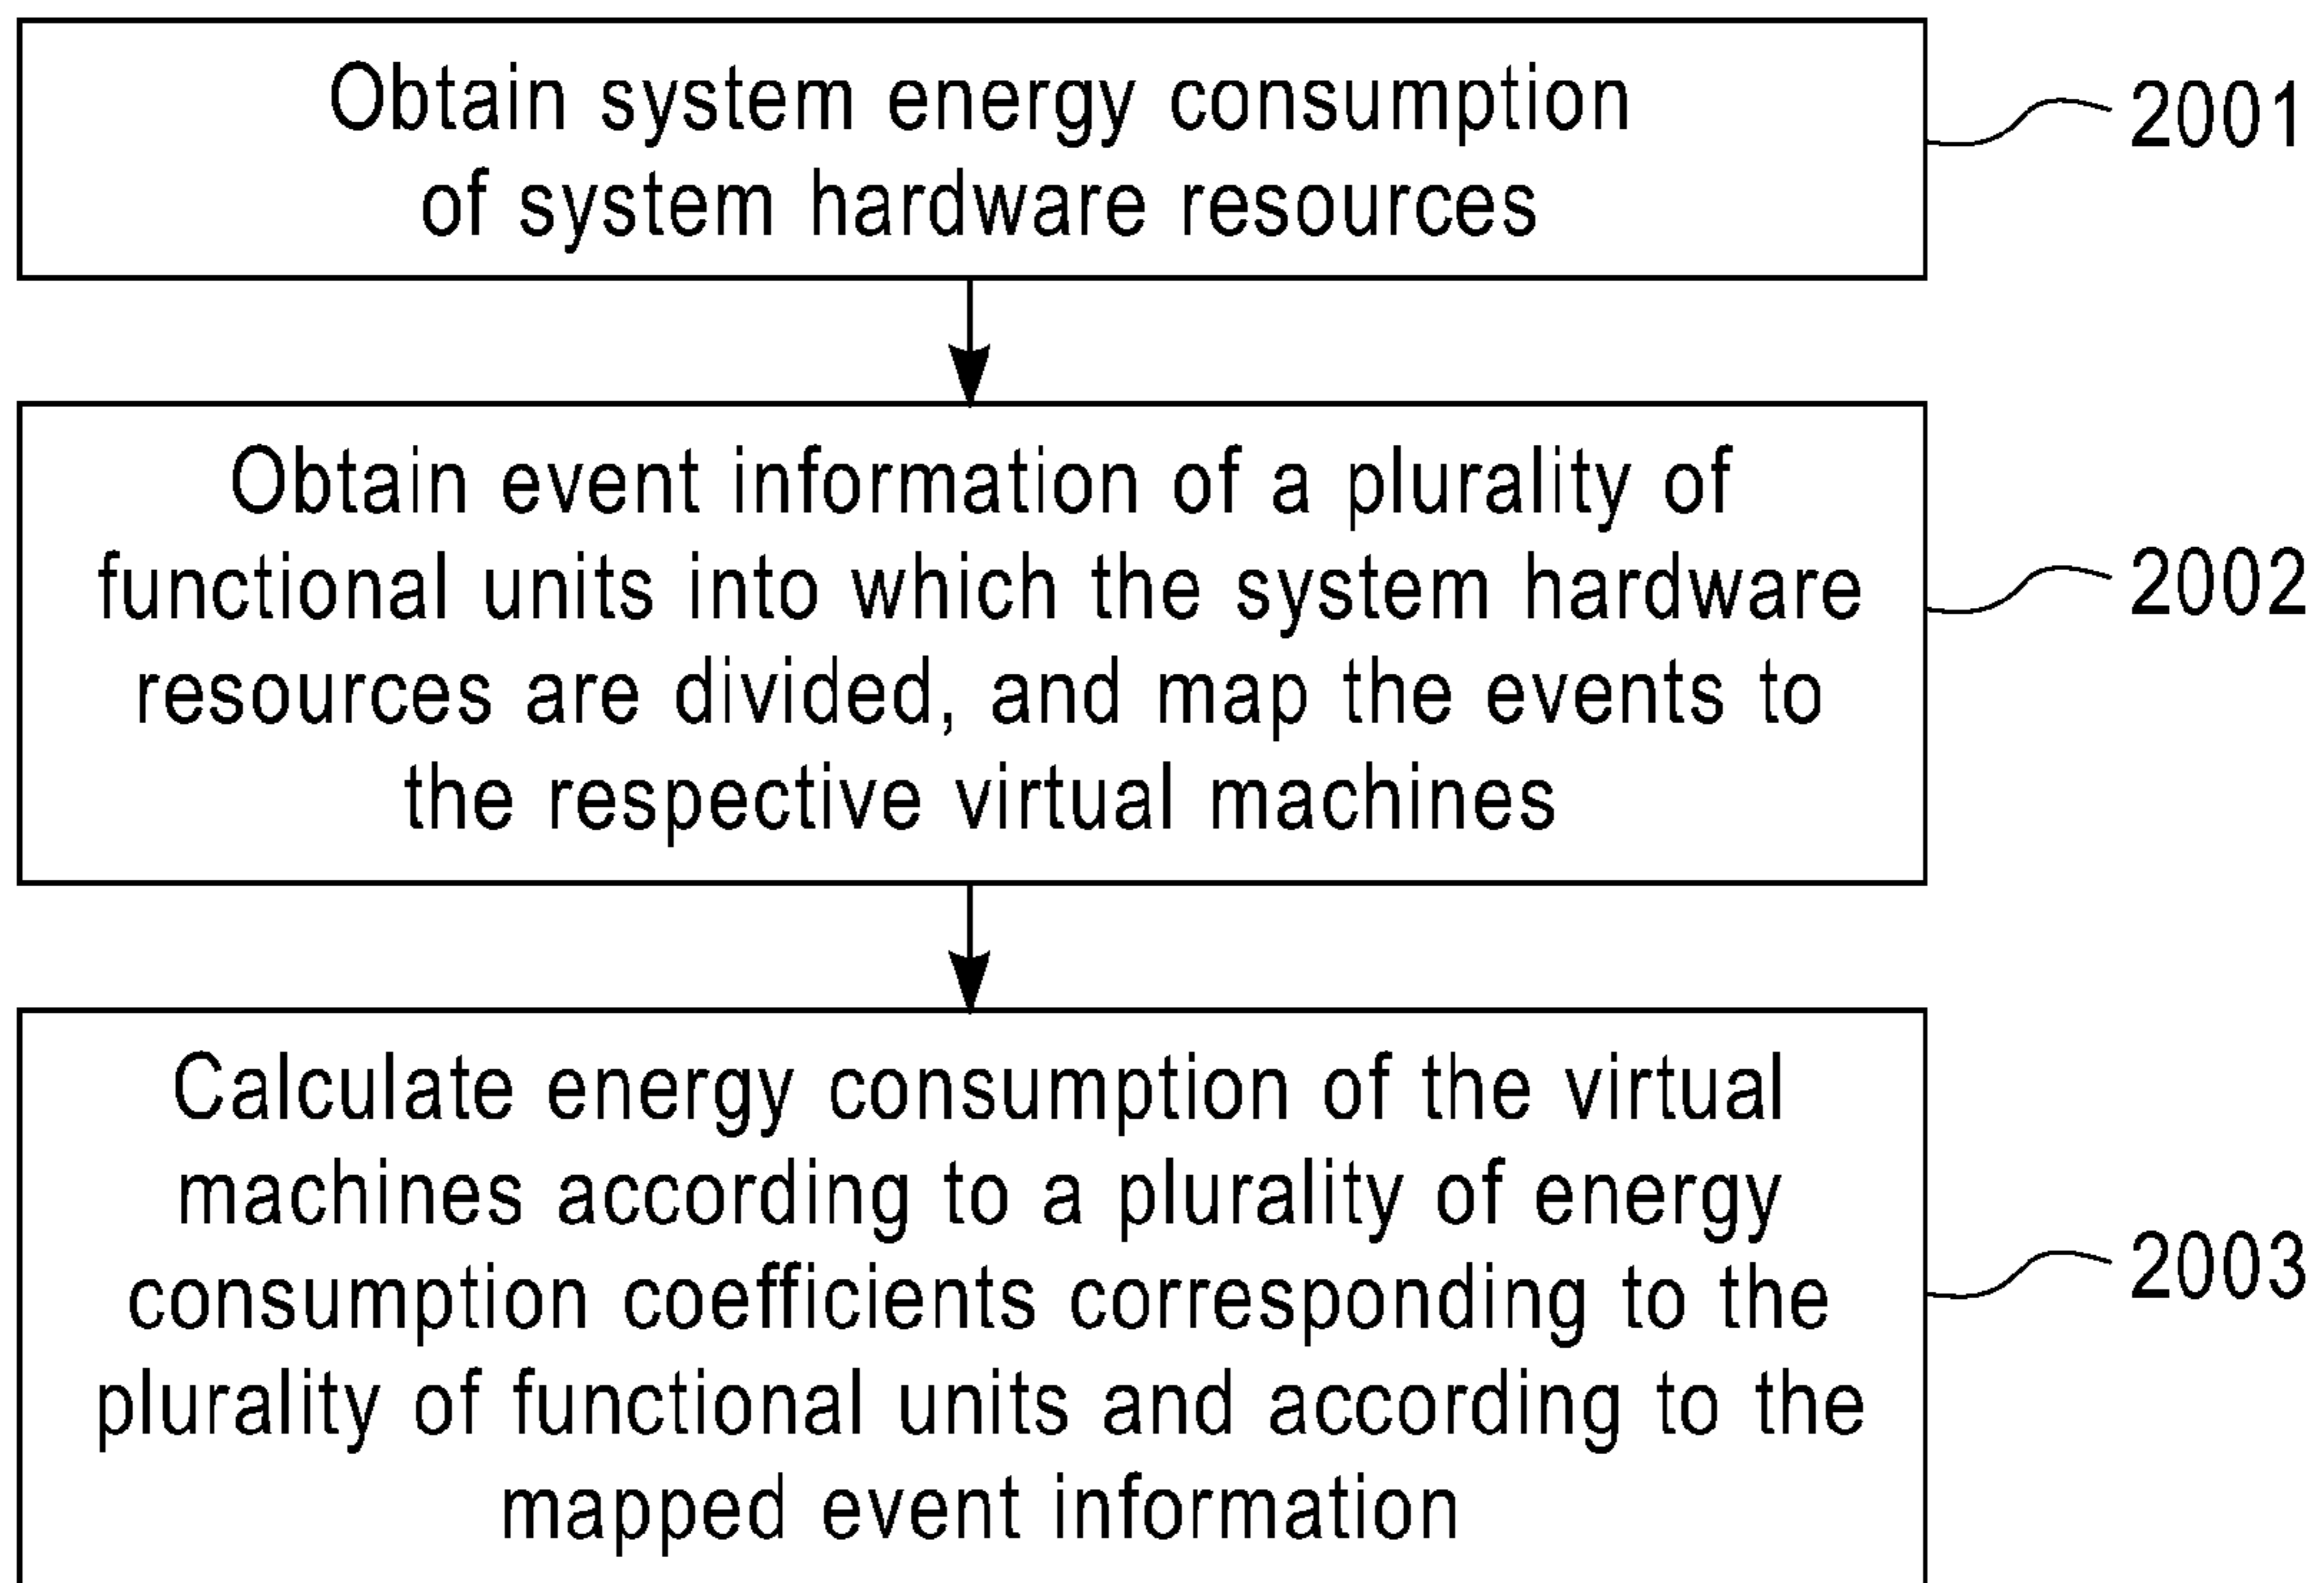 Obtain system energy consumption
of system hardware resources
2001
Obtain event information of a plurality of
functional units into which the system hardware
resources are divided, and map the events to
the respective virtual machines
2002
Calculate energy consumption of the virtual
machines according to a plurality of energy
consumption coefficients corresponding to the
plurality of functional units and according to the
mapped event information
2003